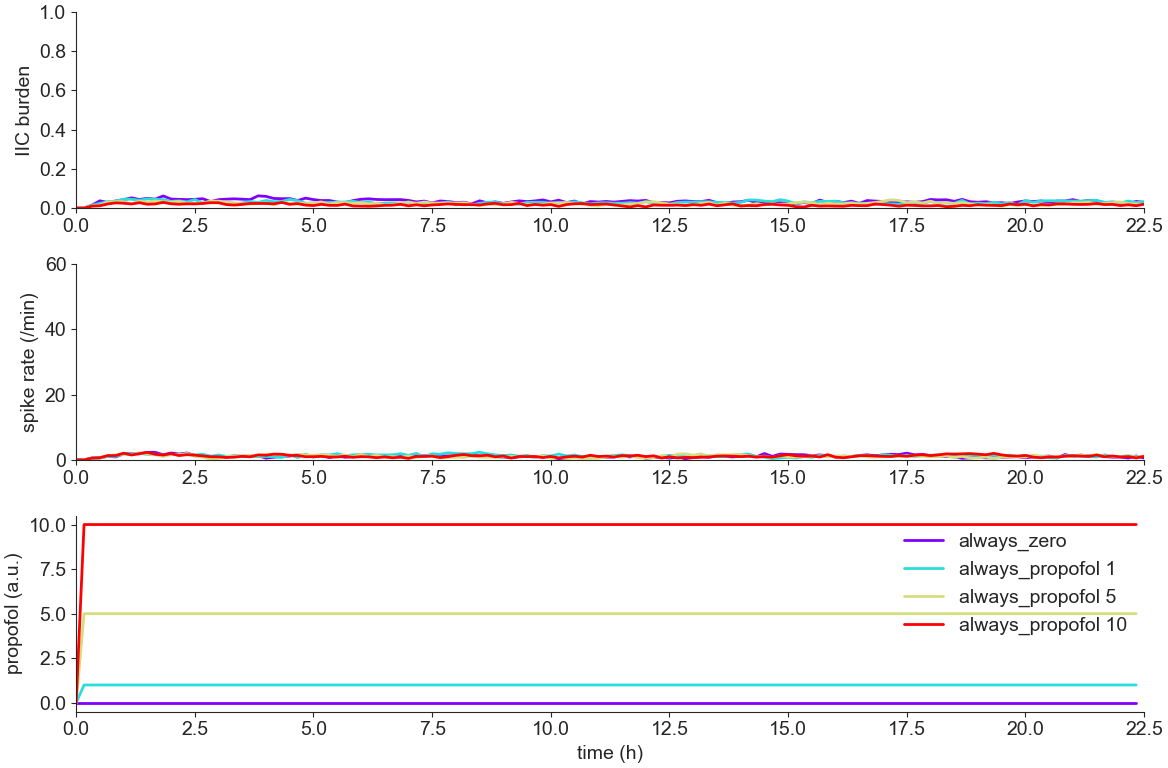 1.0
0.8
0.6
0.4
0.2
0.0
IIC burden
0.0 2.5 5.0 7.5 10.0 12.5 15.0 17.5 20.0 22.5
60
40
20
0
spike rate (/min)
0.0 2.5 5.0 7.5 10.0 12.5 15.0 17.5 20.0 22.5
10.0
7.5
5.0
2.5
0.0
propofol (a.u.)
always_zero
always_propofol 1
always_propofol 5
always_propofol 10
0.0 2.5 5.0 7.5 10.0 12.5 15.0 17.5 20.0 22.5
time (h)